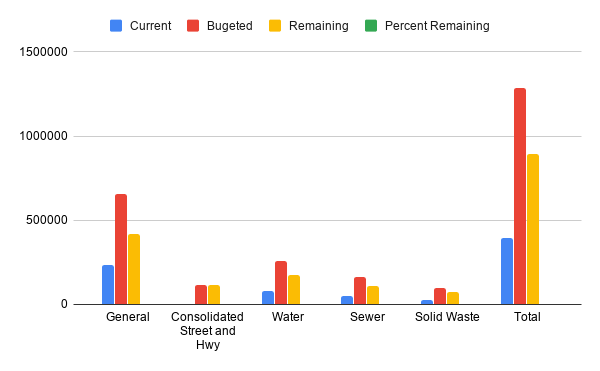 Current Bugeted Remaining Percent Remaining
1500000
1000000
500000
0
General
Consolidated
Street and
Hwy
Water
Sewer
Solid Waste
Total